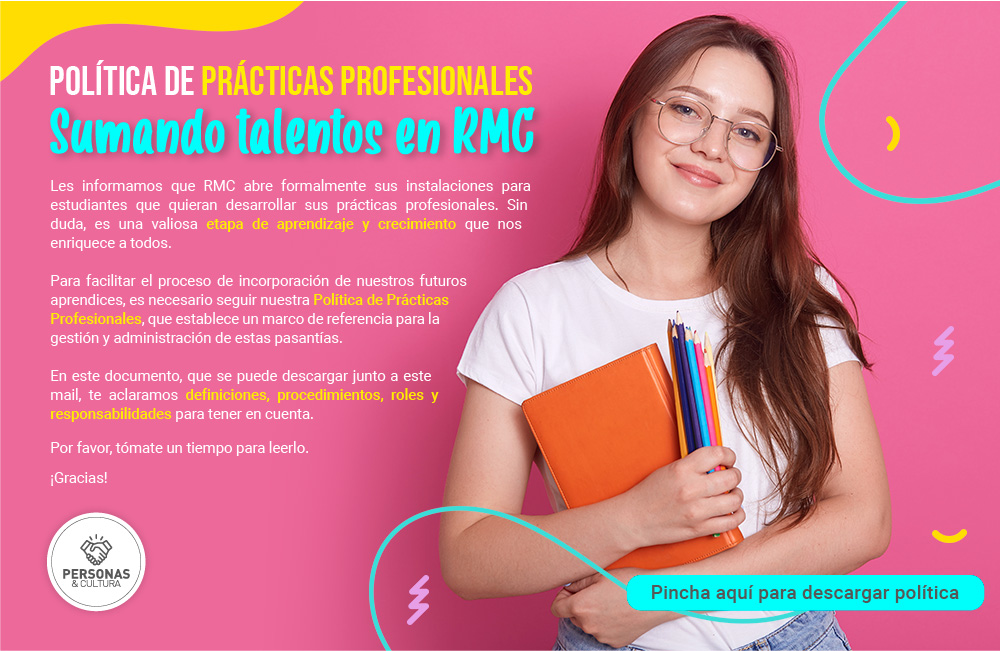 POLÍTICA DE PRÁCTICAS PROFESIONALES
Sumando talentos en RMC
Les informamos que RMC abre formalmente sus instalaciones para
estudiantes que quieran desarrollar sus prácticas profesionales. Sin
duda, es una valiosa etapa de aprendizaje y crecimiento que nos
enriquece a todos.
Para facilitar el proceso de incorporación de nuestros futuros
aprendices, es necesario seguir nuestra Política de Prácticas
Profesionales, que establece un marco de referencia para la
gestión y administración de estas pasantías.
En este documento, que se puede descargar junto a este
mail, te aclaramos definiciones, procedimientos, roles y
responsabilidades para tener en cuenta.
Por favor, tómate un tiempo para leerlo.
¡Gracias!
PERSONAS
& CULTURA
Pincha aquí para descargar política